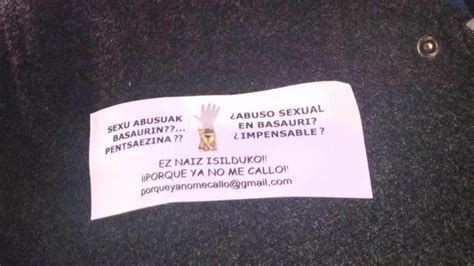 SEXU ABUSUAK
BASAURIN??...
PENTSAEZINA??
¿ABUSO SEXUAL
EN BASAURI?
¿IMPENSABLE?
EZ NAIZ ISILDUKO!!
¡¡PORQUE YA NO ME CALLO!!
porqueyanomecallo@gmail,com